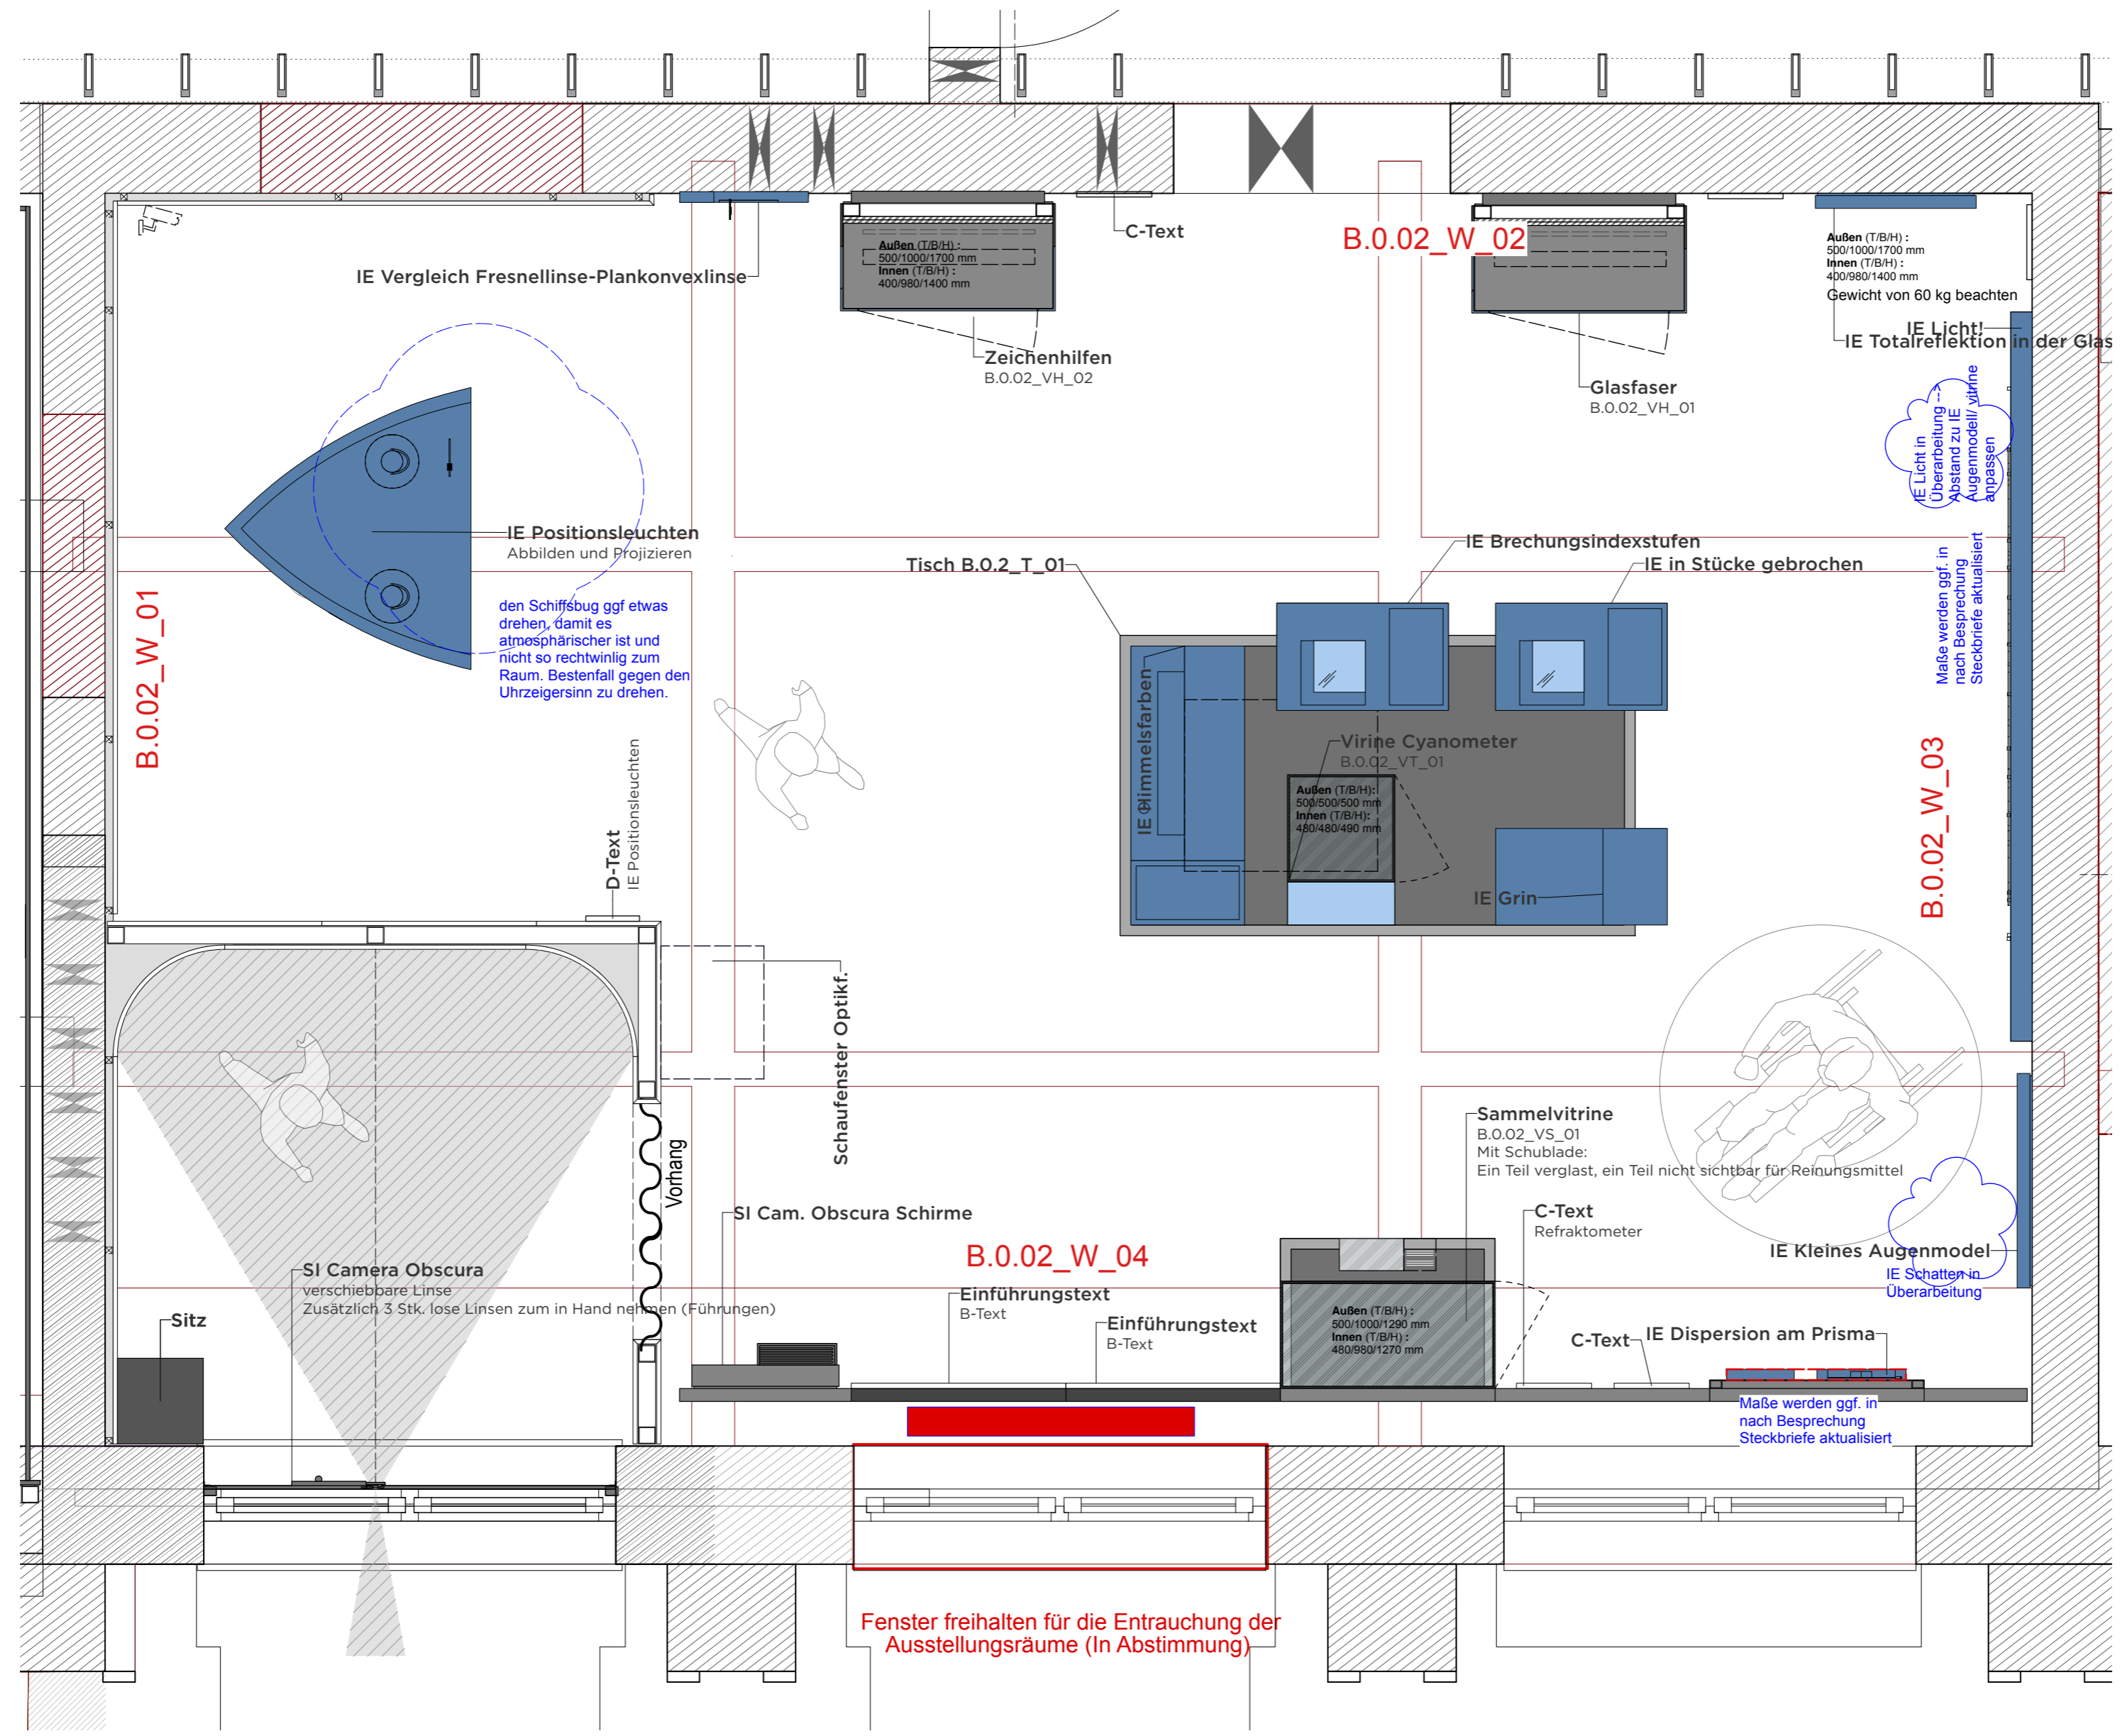 C-Text
B.0.02_W_02
Außen (T/B/H) :
500/1000/1700 mm
Innen (T/B/H) :
400/980/1400 mm
IE Vergleich Fresnellinse-Plankonvexlinse
Außen (T/B/H) :
500/1000/1700 mm
Innen (T/B/H) :
400/980/1400 mm
Gewicht von 60 kg beachten
IE Licht!
IE Totalreflektion in der Glas
Zeichenhilfen
B.0.02_VH_02
Glasfaser
B.0.02_VH_01
IE Licht in
Überarbeitung -->
Abstand zu IE
Augenmodell/ vitrine
anpassen
IE Positionsleuchten
Abbilden und Projizieren
IE Brechungsindexstufen
Tisch B.0.2_T_01
IE in Stücke gebrochen
Maße werden ggf. in
nach Besprechung
Steckbriefe aktualisiert
B.0.02_W_01
den Schiffsbug ggf etwas
drehen, damit es
atmosphärischer ist und
nicht so rechtwinlig zum
Raum. Bestenfall gegen den
Uhrzeigersinn zu drehen.
IE Himmelsfarben
Virine Cyanometer
B.0.02_VT_01
Außen (T/B/H):
500/500/500 mm
Innen (T/B/H):
480/480/490 mm
B.0.02_W_03
D-Text
IE Positionsleuchten
IE Grin
Schaufenster Optikf.
Vorhang
Sammelvitrine
B.0.02_VS_01
Mit Schublade:
Ein Teil verglast, ein Teil nicht sichtbar für Reinungsmittel
SI Cam. Obscura Schirme
C-Text
Refraktometer
B.0.02_W_04
IE Kleines Augenmodel
IE Schatten in
Überarbeitung
SI Camera Obscura
verschiebbare Linse
Zusätzlich 3 Stk. lose Linsen zum in Hand nehmen (Führungen)
Sitz
Einführungstext
B-Text
Einführungstext
B-Text
Außen (T/B/H) :
500/1000/1290 mm
Innen (T/B/H) :
480/980/1270 mm
C-Text
IE Dispersion am Prisma
Maße werden ggf. in
nach Besprechung
Steckbriefe aktualisiert
Fenster freihalten für die Entrauchung der
Ausstellungsräume (In Abstimmung)